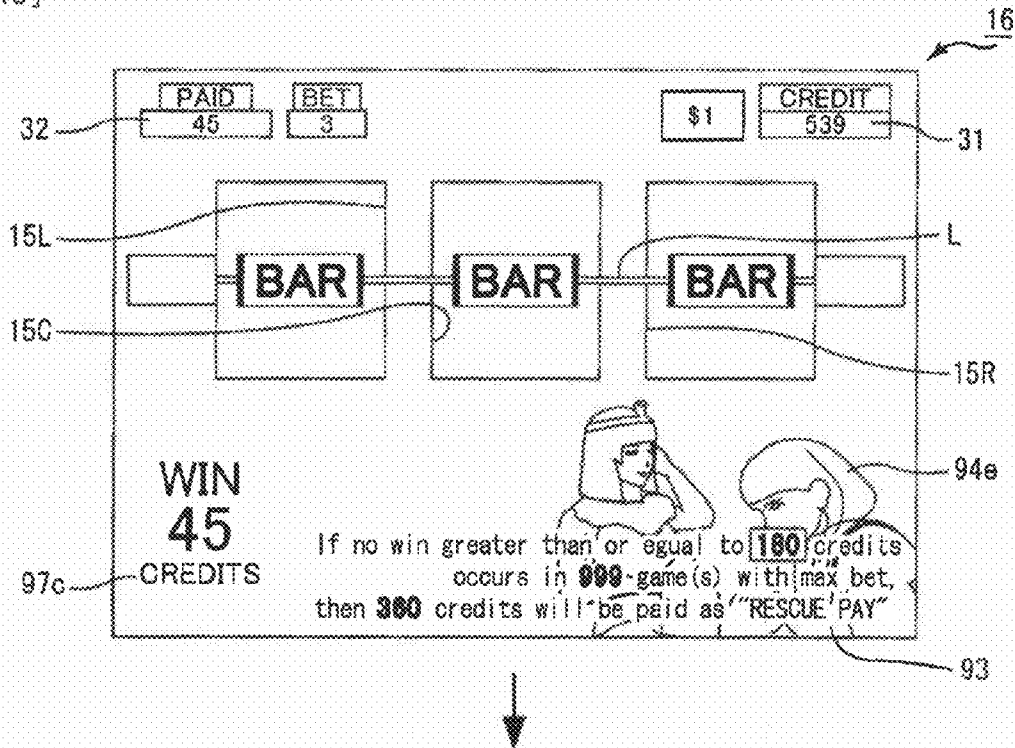 16
PAID BET CREDIT
32 45 3 $1 539 31
15L L
BAR BAR BAR
15C 15R
WIN
45
CREDITS
97c
94e
If no win greater than or egual to 180 credits
occurs in 999 game(s) with max bet,
then 360 credits will be paid as "RESCUE PAY"
93